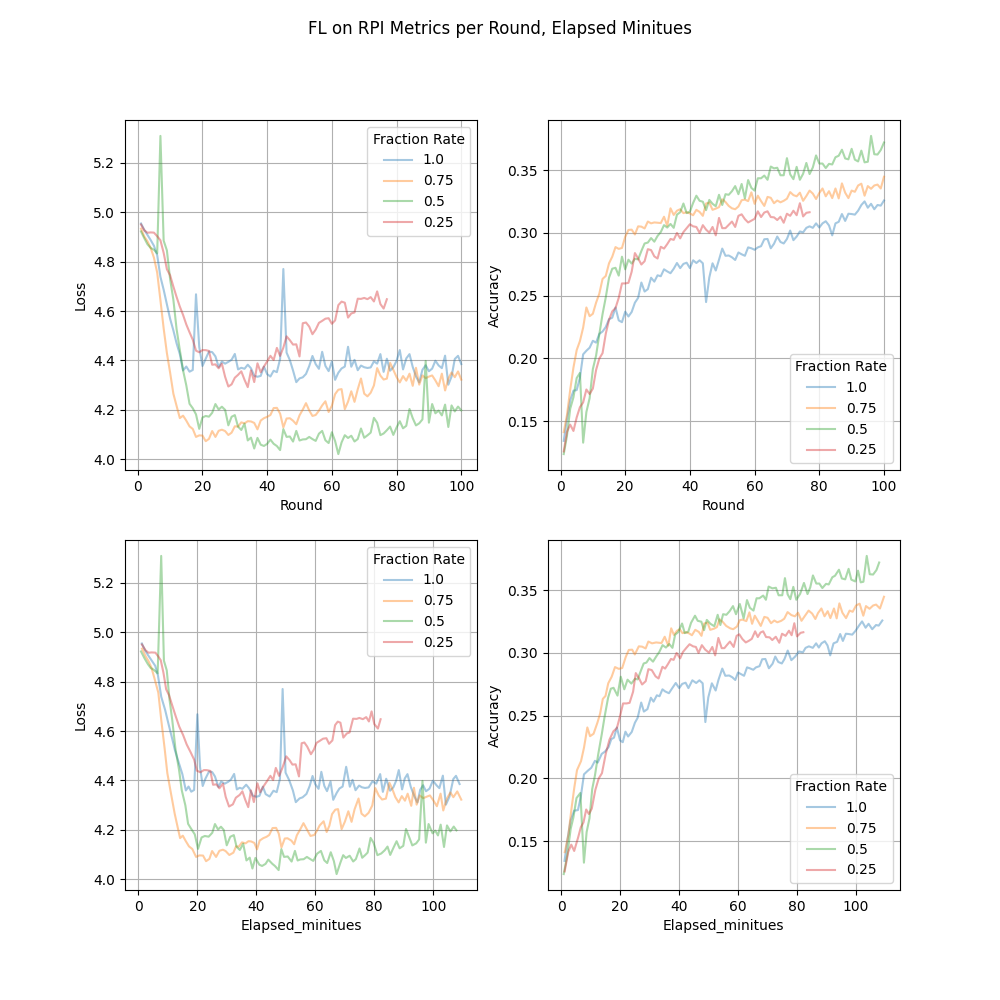 FL on RPI Metrics per Round, Elapsed Minitues
Fraction Rate
1.0
0.75
0.5
0.25
5.2
5.0
4.8
4.6
4.4
4.2
4.0
Loss
0 20 40 60 80 100
Round
0.35
0.30
0.25
0.20
0.15
Accuracy
Fraction Rate
1.0
0.75
0.5
0.25
0 20 40 60 80 100
Round
Fraction Rate
1.0
0.75
0.5
0.25
5.2
5.0
4.8
4.6
4.4
4.2
4.0
Loss
0 20 40 60 80 100
Elapsed_minitues
0.35
0.30
0.25
0.20
0.15
Accuracy
Fraction Rate
1.0
0.75
0.5
0.25
0 20 40 60 80 100
Elapsed_minitues